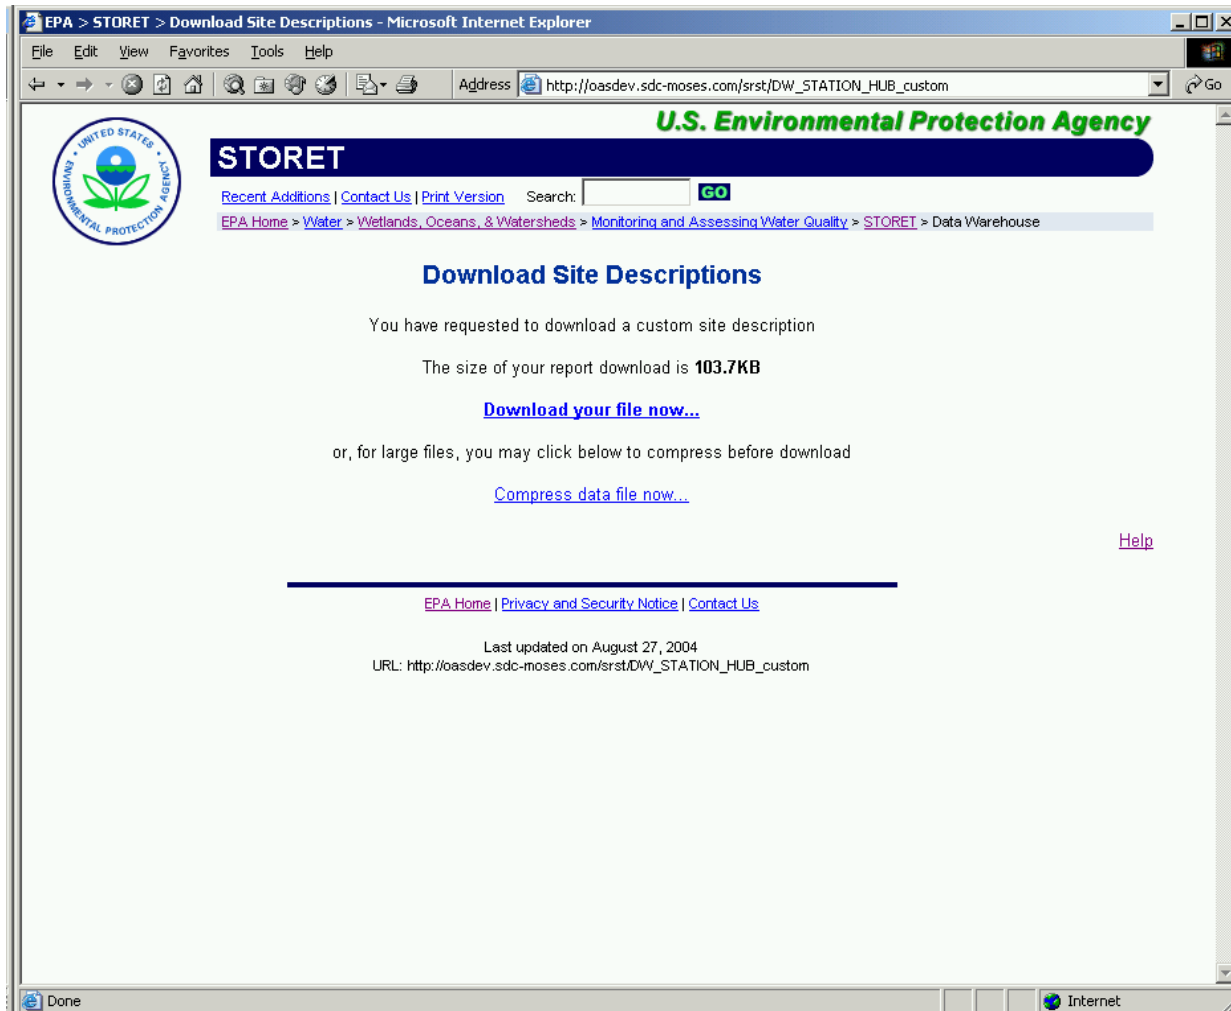 EPA > STORET > Download Site Descriptions - Microsoft Internet Explorer
File Edit View Favorites Tools Help
Address http://oasdev.sdc-moses.com/srst/DW_STATION_HUB_custom Go
U.S. Environmental Protection Agency
UNITED STATES ENVIRONMENTAL PROTECTION AGENCY
STORET
Recent Additions | Contact Us | Print Version Search: GO
EPA Home > Water > Wetlands, Oceans, & Watersheds > Monitoring and Assessing Water Quality > STORET > Data Warehouse
Download Site Descriptions
You have requested to download a custom site description
The size of your report download is 103.7KB
Download your file now...
or, for large files, you may click below to compress before download
Compress data file now...
Help
EPA Home | Privacy and Security Notice | Contact Us
Last updated on August 27, 2004
URL: http://oasdev.sdc-moses.com/srst/DW_STATION_HUB_custom
Done Internet